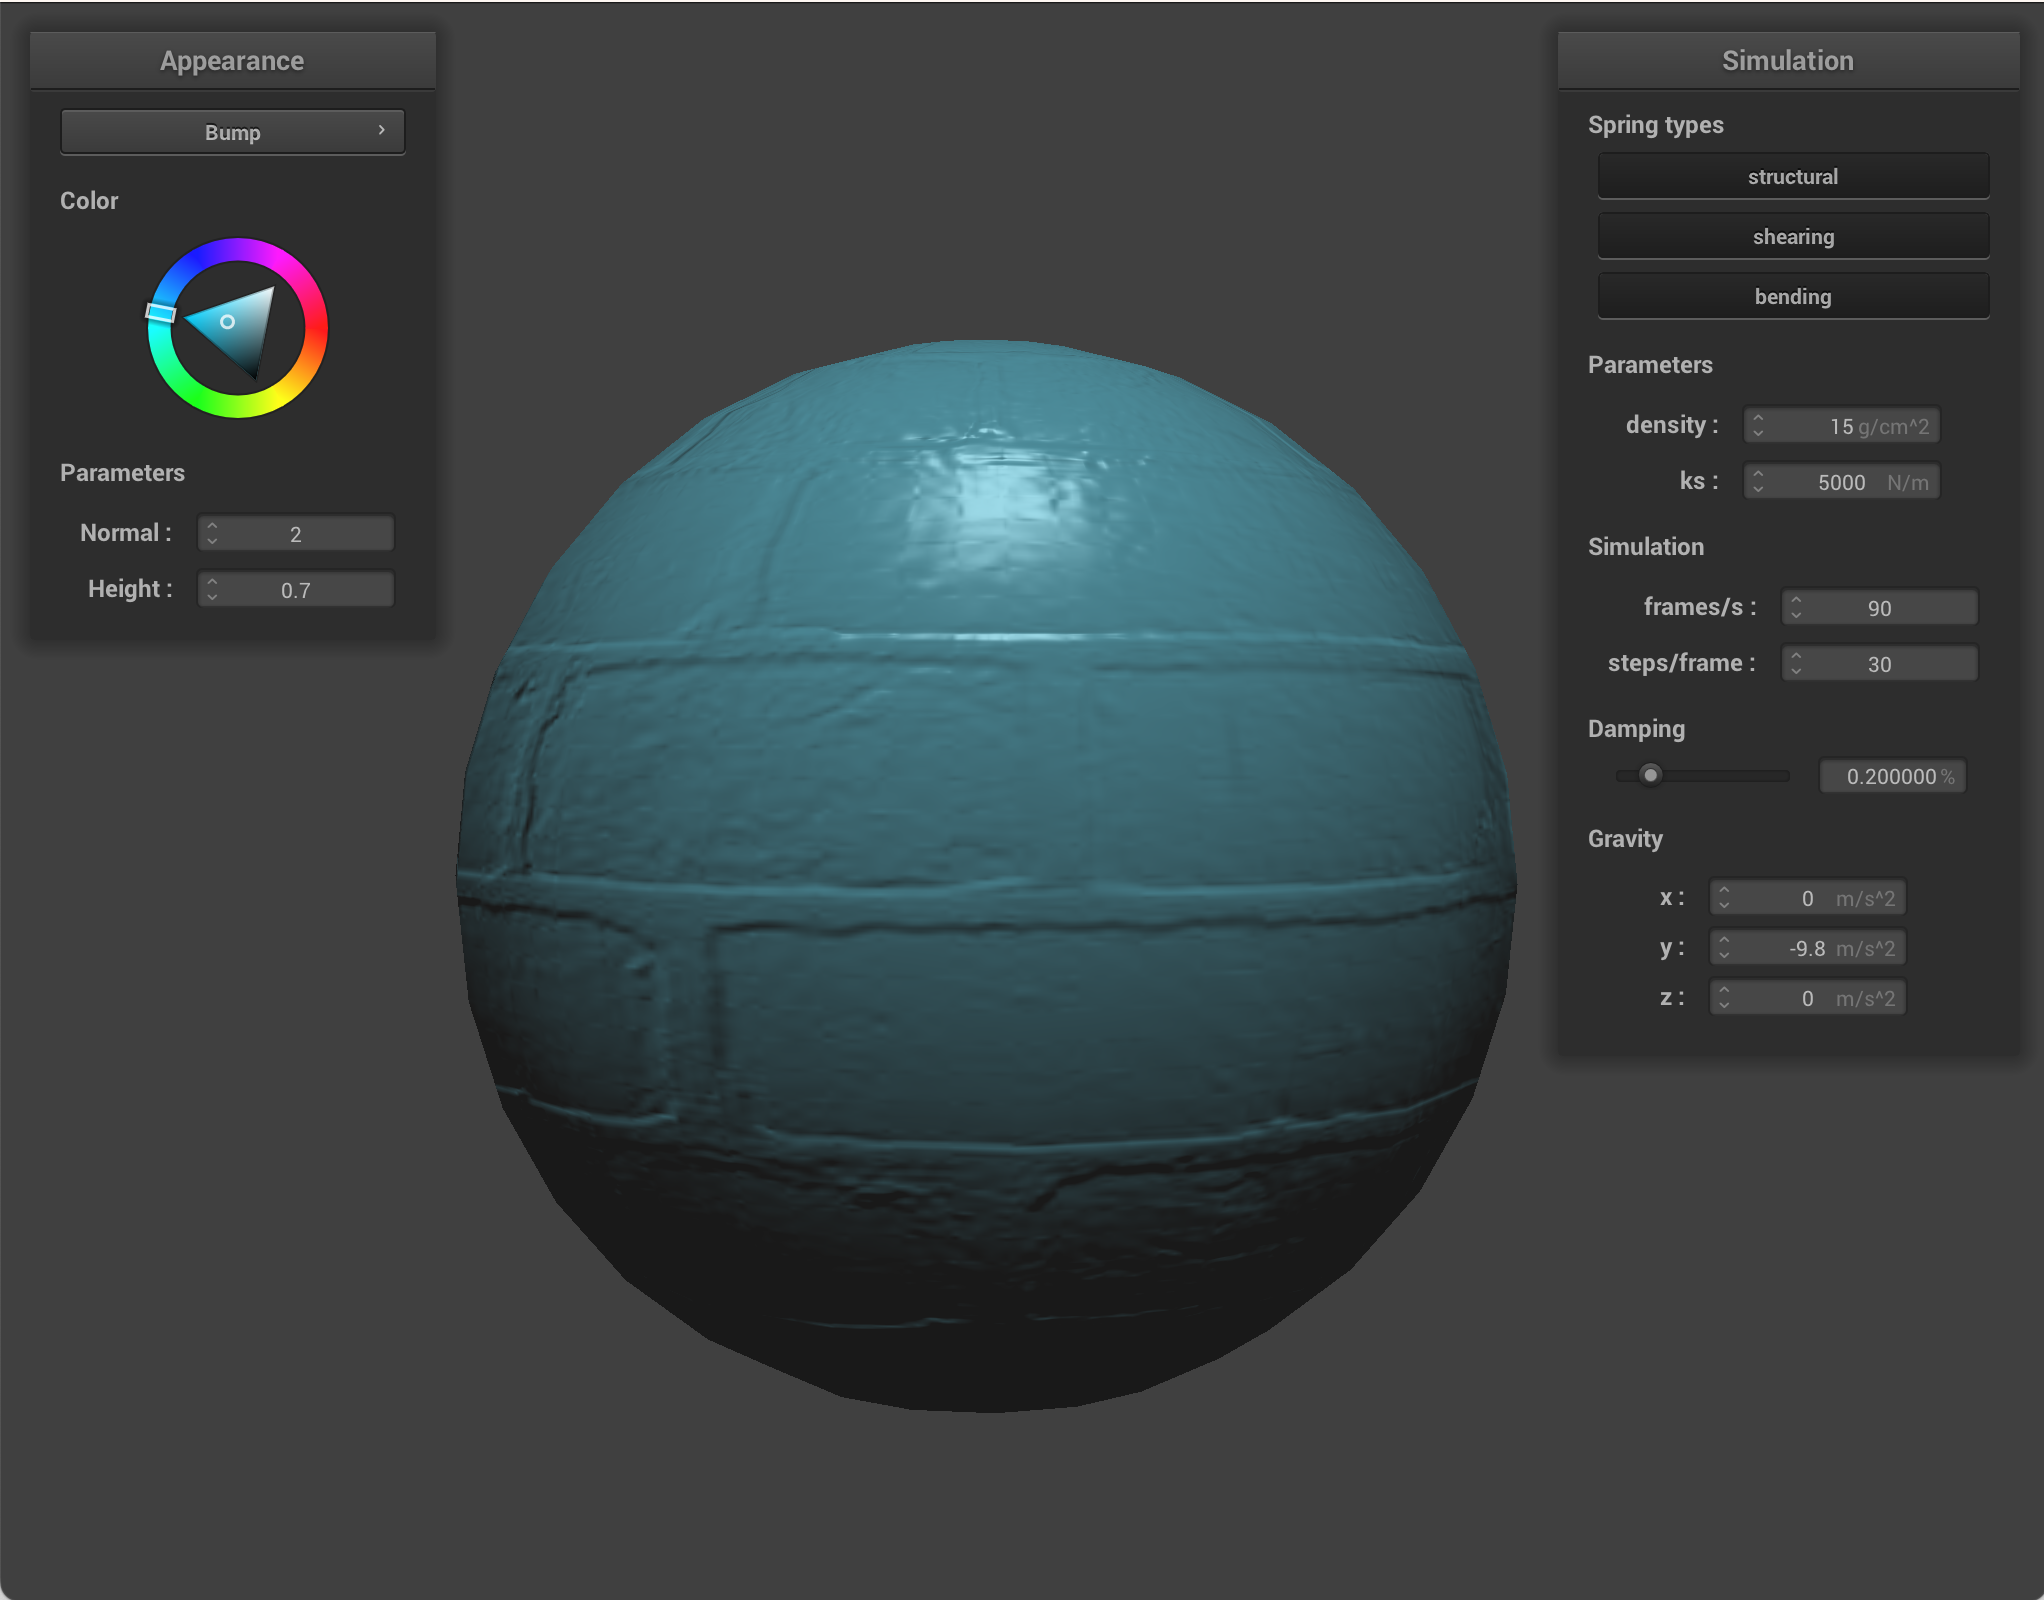 Appearance
Bump
Color
Parameters
Normal : 2
Height : 0.7
Simulation
Spring types
structural
shearing
bending
Parameters
density : 15 g/cm^2
ks : 5000 N/m
Simulation
frames/s : 90
steps/frame : 30
Damping
0.200000 %
Gravity
x : 0 m/s^2
y : -9.8 m/s^2
z : 0 m/s^2